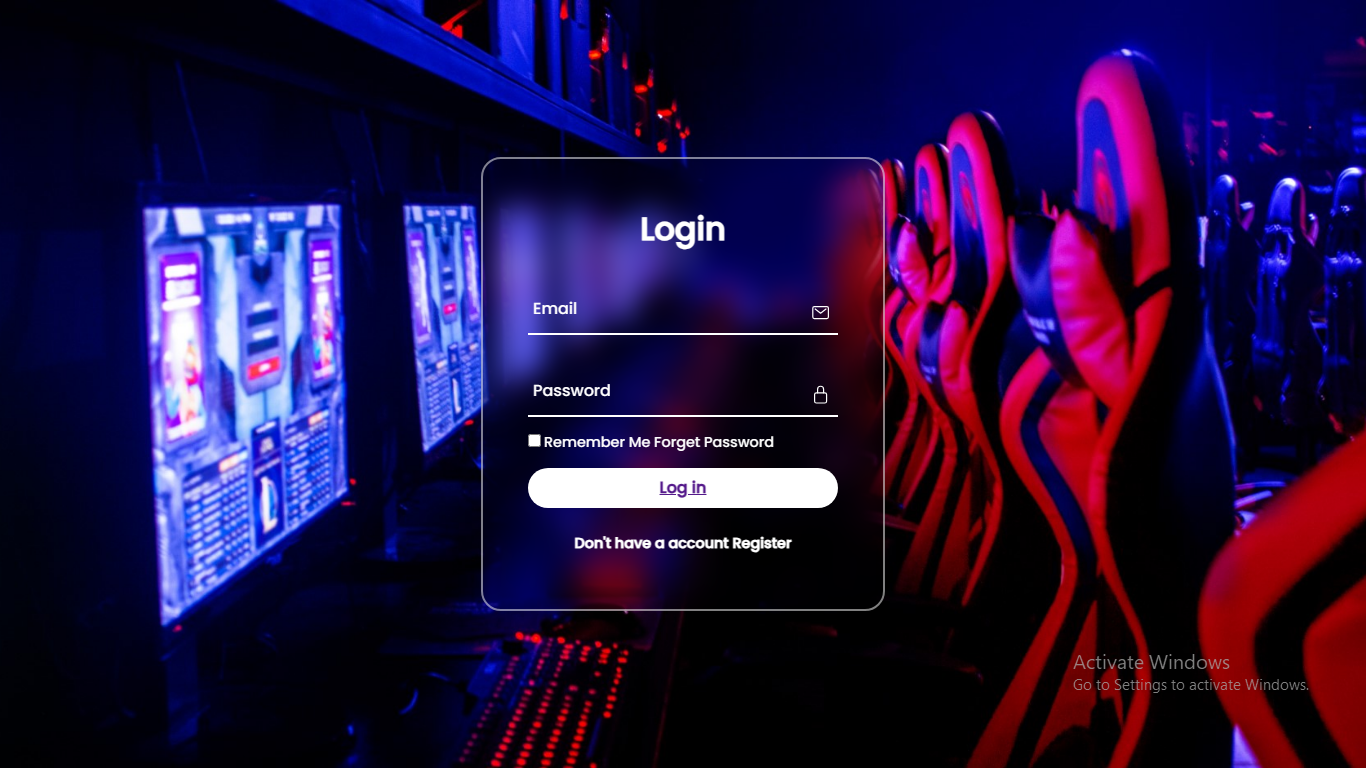 Login
Email
Password
Remember Me Forget Password
Log in
Don't have a account Register
Activate Windows
Go to Settings to activate Windows.